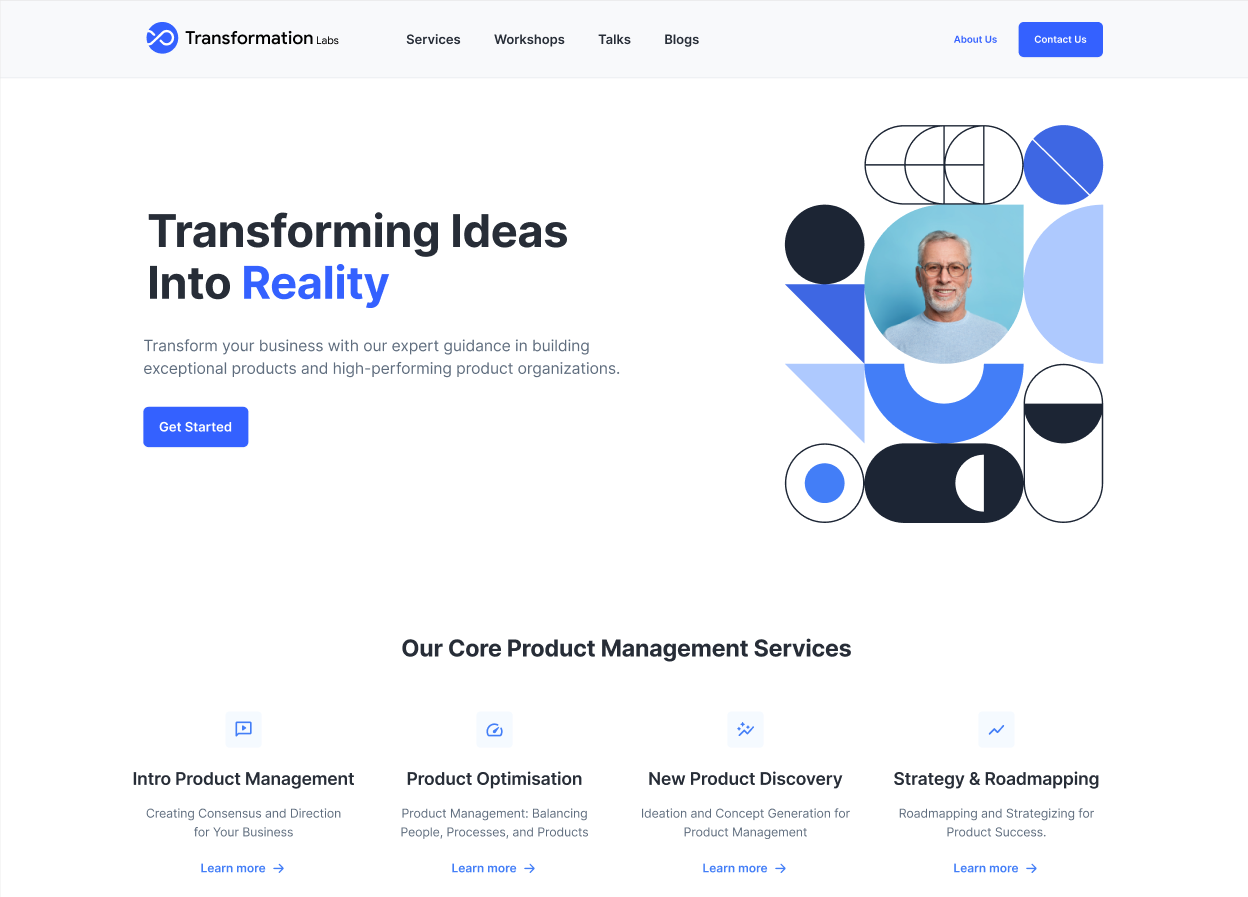 Transformation Labs
Services
Workshops
Talks
Blogs
About Us
Contact Us
Transforming Ideas
Into Reality
Transform your business with our expert guidance in building
exceptional products and high-performing product organizations.
Get Started
Our Core Product Management Services
Intro Product Management
Creating Consensus and Direction
for Your Business
Learn more
Product Optimisation
Product Management: Balancing
People, Processes, and Products
Learn more
New Product Discovery
Ideation and Concept Generation for
Product Management
Learn more
Strategy & Roadmapping
Roadmapping and Strategizing for
Product Success.
Learn more